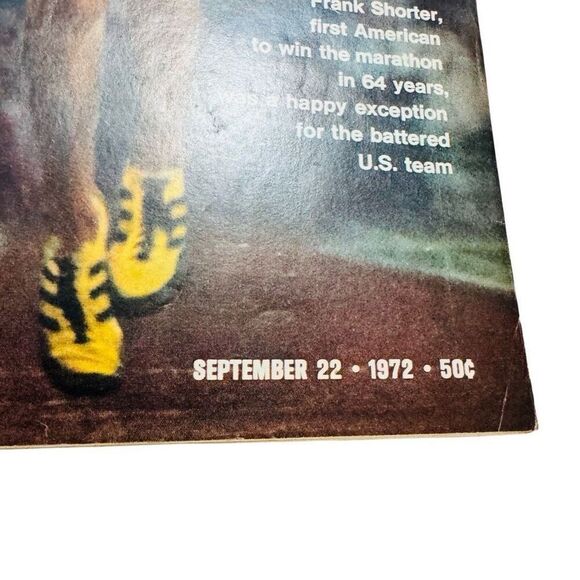 Frank Shorter,
first American
to win the marathon
in 64 years,
was a happy exception
for the battered
U.S. team
SEPTEMBER 22 • 1972 • 50¢